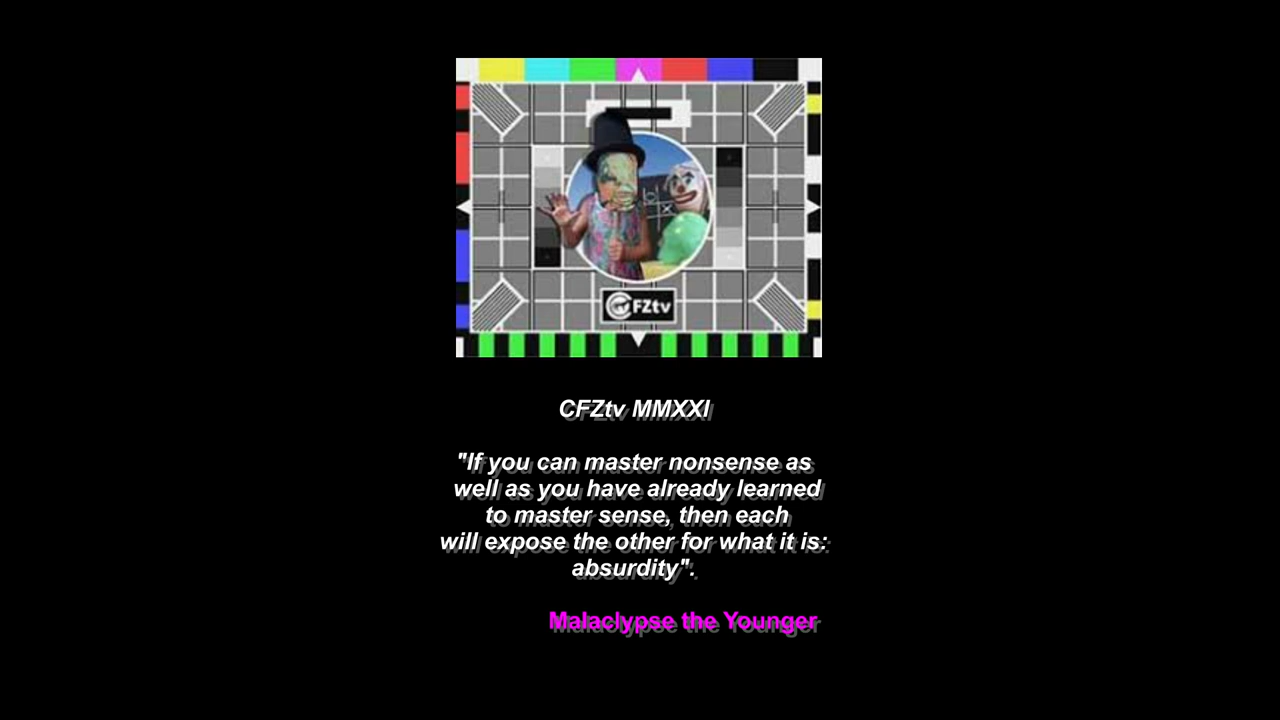 CFZtv
CFZtv MMXXI
"If you can master nonsense as
well as you have already learned
to master sense, then each
will expose the other for what it is:
absurdity".
Malaclypse the Younger